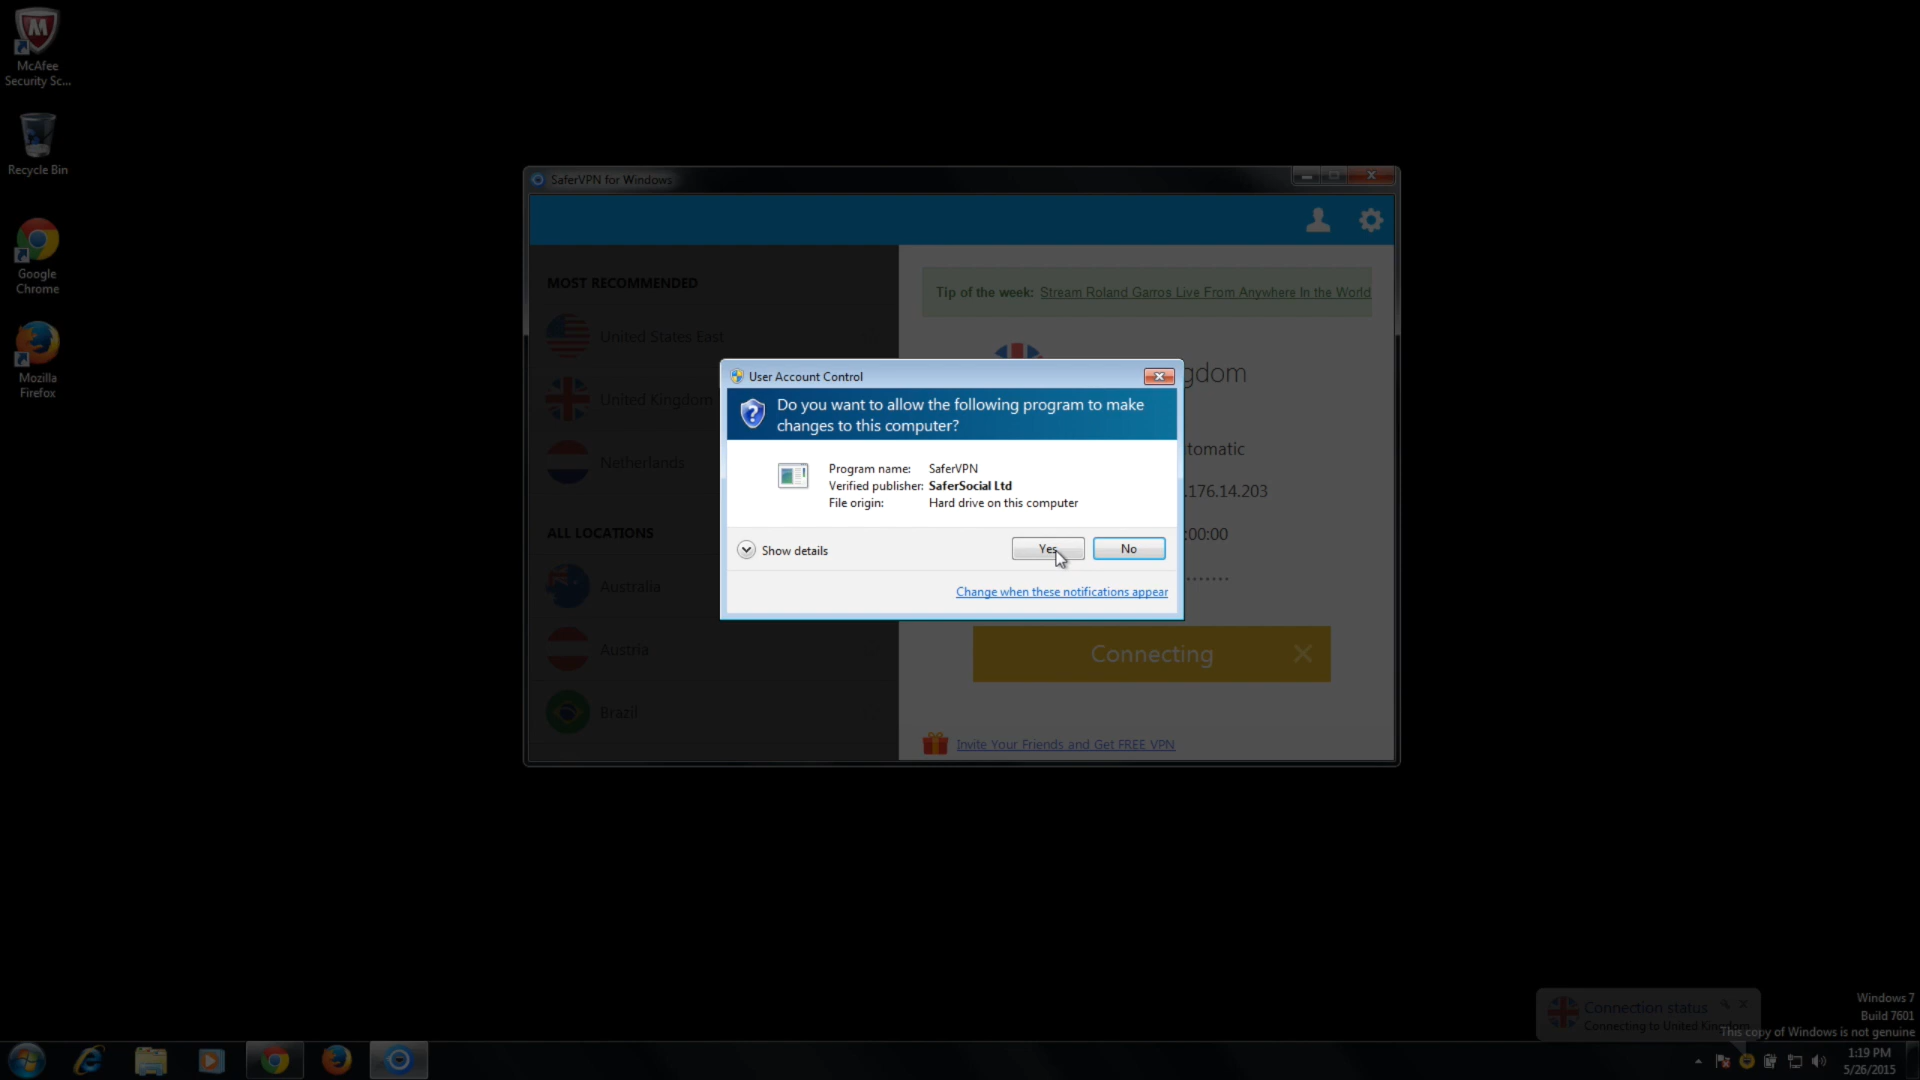 McAfee
Security Sc...
Recycle Bin
Google
Chrome
Mozilla
Firefox
SaferVPN for Windows
MOST RECOMMENDED
United States East
United Kingdom
Netherlands
ALL LOCATIONS
Australia
Austria
Brazil
Tip of the week: Stream Roland Garros Live From Anywhere In the World
gdom
tomatic
.176.14.203
:00:00
Connecting
Invite Your Friends and Get FREE VPN
User Account Control
Do you want to allow the following program to make
changes to this computer?
Program name: SaferVPN
Verified publisher: SaferSocial Ltd
File origin: Hard drive on this computer
Show details
Yes
No
Change when these notifications appear
Connection status
Connecting to United Kingdom
Windows 7
Build 7601
This copy of Windows is not genuine
1:19 PM
5/26/2015